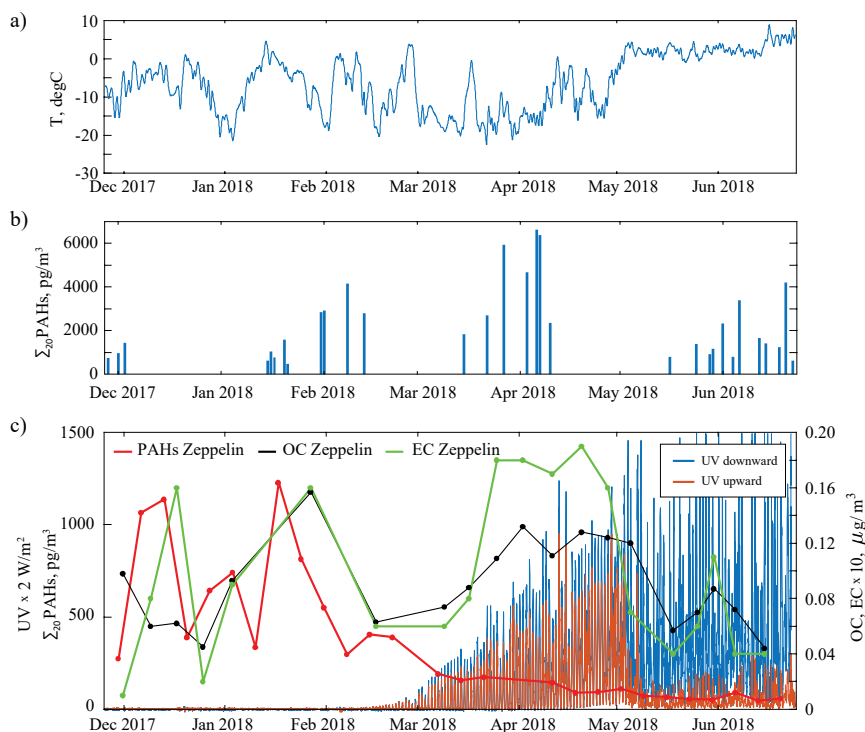 a)
10
0
-10
-20
-30
T, degC
Dec 2017 Jan 2018 Feb 2018 Mar 2018 Apr 2018 May 2018 Jun 2018
b)
6000
4000
2000
0
Σ20PAHs, pg/m3
Dec 2017 Jan 2018 Feb 2018 Mar 2018 Apr 2018 May 2018 Jun 2018
c)
1500 0.20
PAHs Zeppelin OC Zeppelin EC Zeppelin
UV downward
UV upward
0.16
1000
0.12
500
0.08
0.04
0 0
UV x 2 W/m2
Σ20PAHs, pg/m3
OC, EC x 10, μg/m3
Dec 2017 Jan 2018 Feb 2018 Mar 2018 Apr 2018 May 2018 Jun 2018